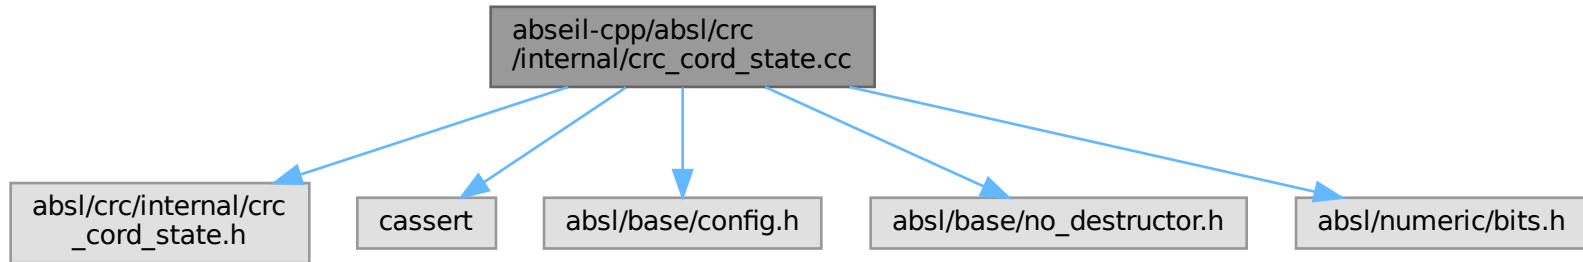 abseil-cpp/absl/crc
/internal/crc_cord_state.cc
absl/crc/internal/crc
_cord_state.h
cassert
absl/base/config.h
absl/base/no_destructor.h
absl/numeric/bits.h